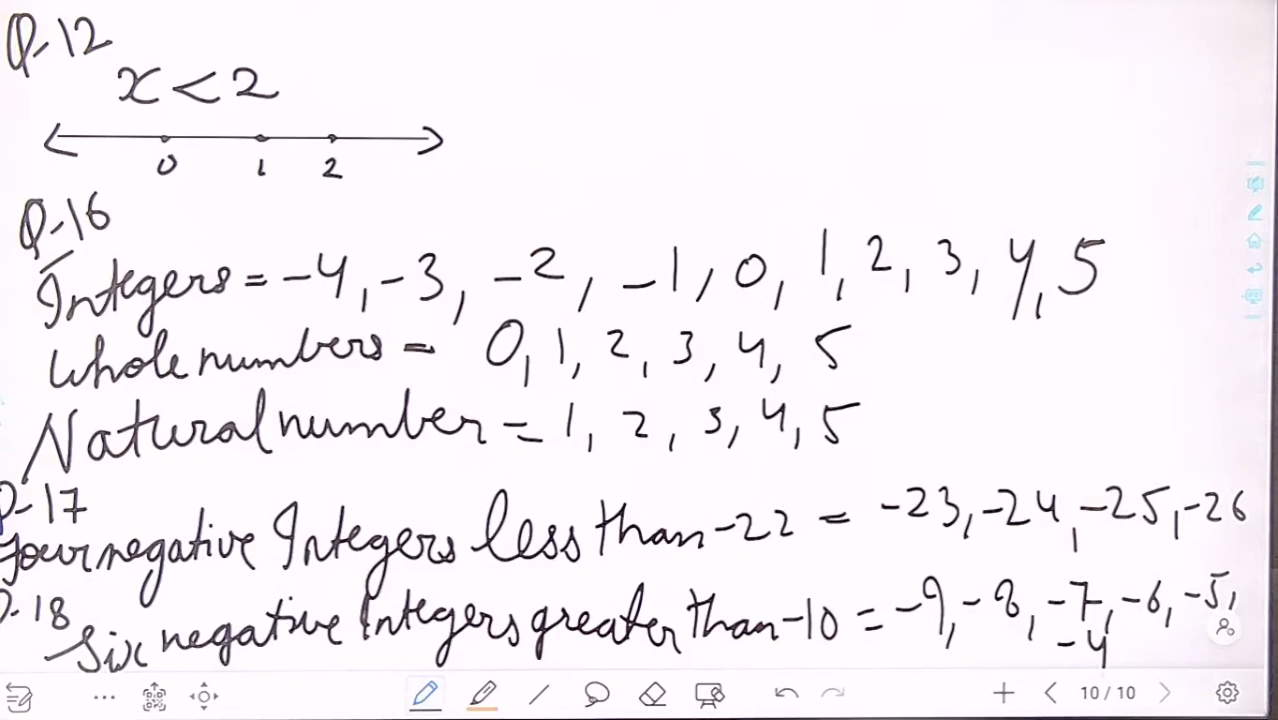 Q-12
x < 2
0 1 2
Q-16
Integers = -4, -3, -2, -1, 0, 1, 2, 3, 4, 5
Whole numbers = 0, 1, 2, 3, 4, 5
Natural number = 1, 2, 3, 4, 5
Q-17
four negative Integers less than -22 = -23, -24, -25, -26
Q-18
Six negative Integers greater than -10 = -9, -8, -7, -6, -5,
-4
10/10